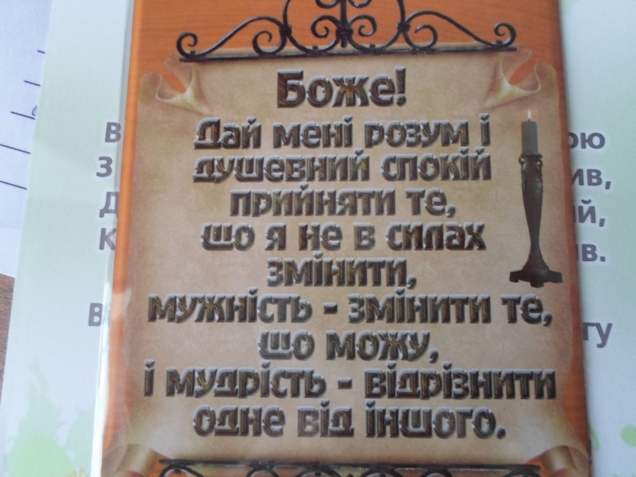 Боже!
Дай мені розум і
душевний спокій
прийняти те,
що я не в силах
змінити,
мужність - змінити те,
що можу,
і мудрість - відрізнити
одне від іншого.